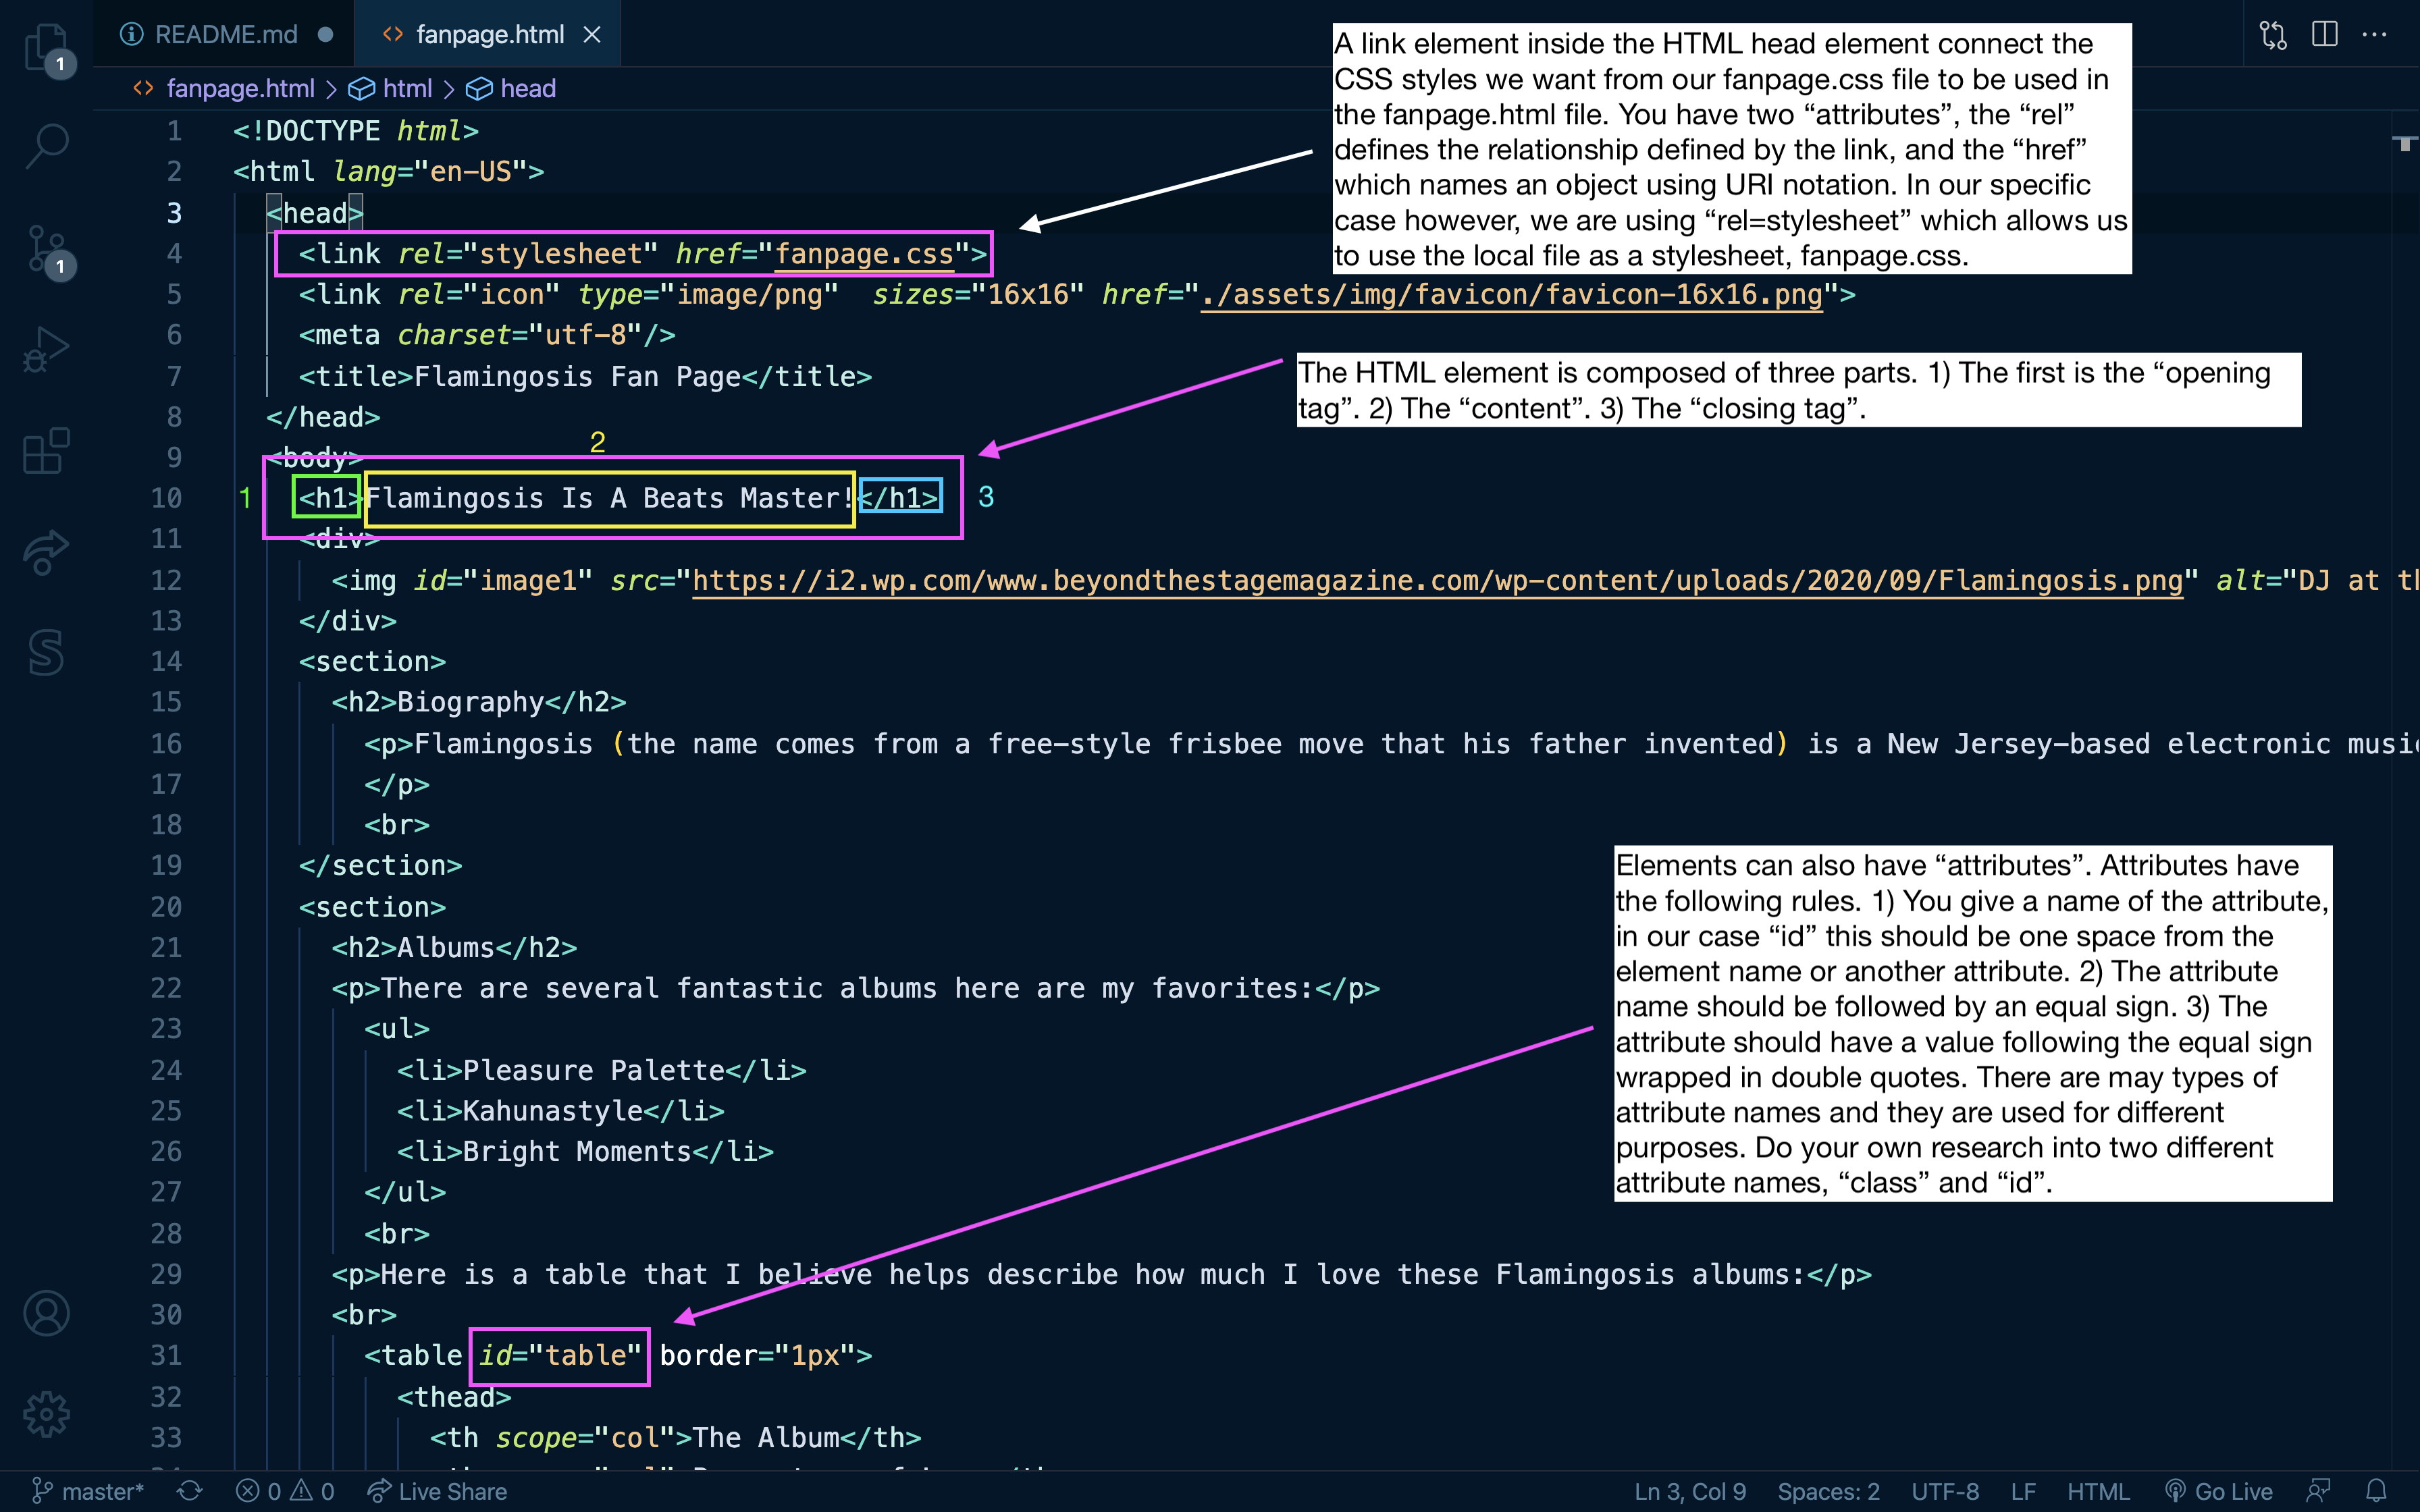 README.md
fanpage.html
fanpage.html > html > head
1
1
1 <!DOCTYPE html>
2 <html lang="en-US">
3 <head>
4 <link rel="stylesheet" href="fanpage.css">
5 <link rel="icon" type="image/png"  sizes="16x16" href="./assets/img/favicon/favicon-16x16.png">
6 <meta charset="utf-8"/>
7 <title>Flamingosis Fan Page</title>
8 </head>
2
9 <body>
10 1 <h1>Flamingosis Is A Beats Master!</h1> 3
11 <div>
12 <img id="image1" src="https://i2.wp.com/www.beyondthestagemagazine.com/wp-content/uploads/2020/09/Flamingosis.png" alt="DJ at
13 </div>
14 <section>
15 <h2>Biography</h2>
16 <p>Flamingosis (the name comes from a free-style frisbee move that his father invented) is a New Jersey-based electronic
17 </p>
18 <br>
19 </section>
20 <section>
21 <h2>Albums</h2>
22 <p>There are several fantastic albums here are my favorites:</p>
23 <ul>
24 <li>Pleasure Palette</li>
25 <li>Kahunastyle</li>
26 <li>Bright Moments</li>
27 </ul>
28 <br>
29 <p>Here is a table that I believe helps describe how much I love these Flamingosis albums:</p>
30 <br>
31 <table id="table" border="1px">
32 <thead>
33 <th scope="col">The Album</th>
A link element inside the HTML head element connect the
CSS styles we want from our fanpage.css file to be used in
the fanpage.html file. You have two “attributes”, the “rel”
defines the relationship defined by the link, and the “href”
which names an object using URI notation. In our specific
case however, we are using “rel=stylesheet” which allows us
to use the local file as a stylesheet, fanpage.css.
The HTML element is composed of three parts. 1) The first is the “opening
tag”. 2) The “content”. 3) The “closing tag”.
Elements can also have “attributes”. Attributes have
the following rules. 1) You give a name of the attribute,
in our case “id” this should be one space from the
element name or another attribute. 2) The attribute
name should be followed by an equal sign. 3) The
attribute should have a value following the equal sign
wrapped in double quotes. There are may types of
attribute names and they are used for different
purposes. Do your own research into two different
attribute names, “class” and “id”.
master* 0 0 Live Share Ln 3, Col 9 Spaces: 2 UTF-8 LF HTML Go Live